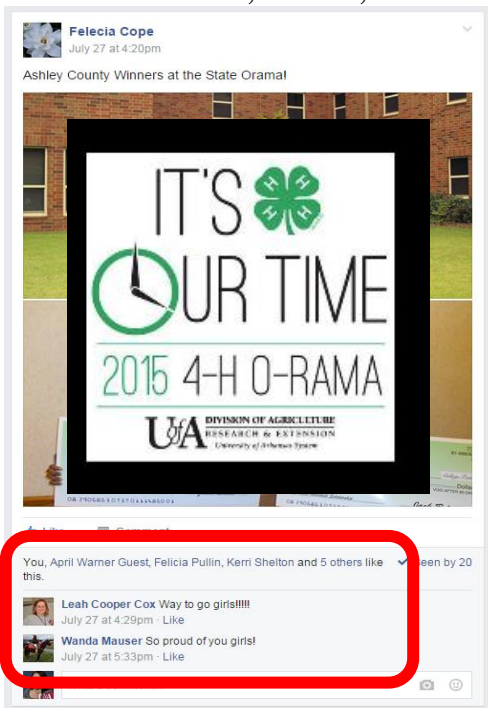 Felecia Cope
July 27 at 4:20pm
Ashley County Winners at the State Orama!
IT'S
OUR TIME
2015 4-H O-RAMA
UofA DIVISION OF AGRICULTURE
RESEARCH & EXTENSION
University of Arkansas System
You, April Warner Guest, Felicia Pullin, Kerri Shelton and 5 others like this.
Seen by 20
Leah Cooper Cox Way to go girls!!!!!
July 27 at 4:29pm · Like
Wanda Mauser So proud of you girls!
July 27 at 5:33pm · Like